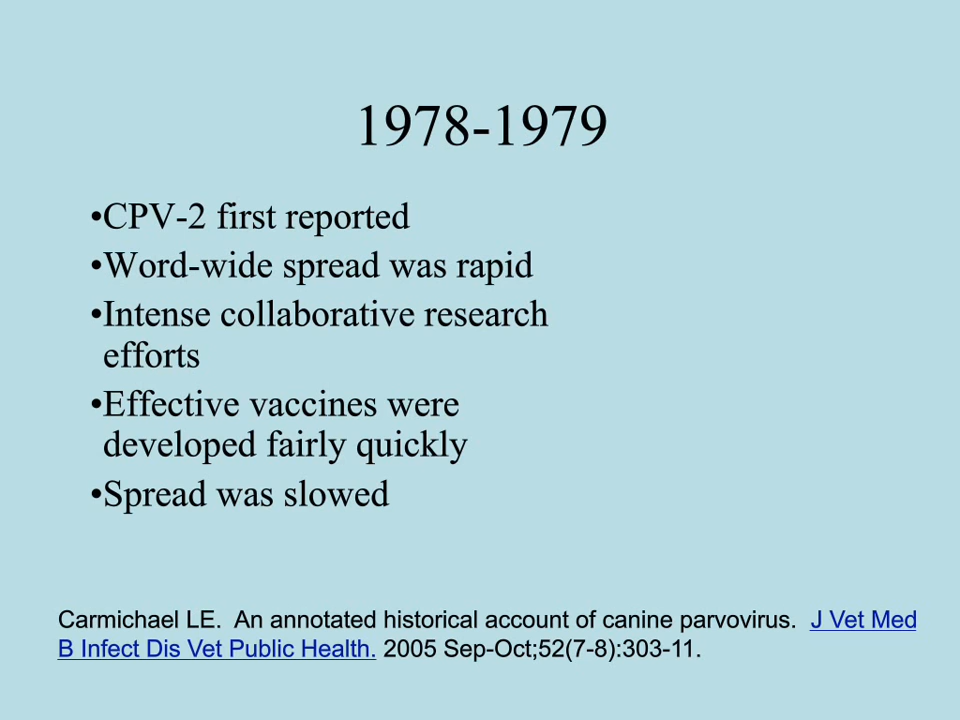 1978-1979
•CPV-2 first reported
•Word-wide spread was rapid
•Intense collaborative research
efforts
•Effective vaccines were
developed fairly quickly
•Spread was slowed
Carmichael LE.  An annotated historical account of canine parvovirus.  J Vet Med
B Infect Dis Vet Public Health. 2005 Sep-Oct;52(7-8):303-11.